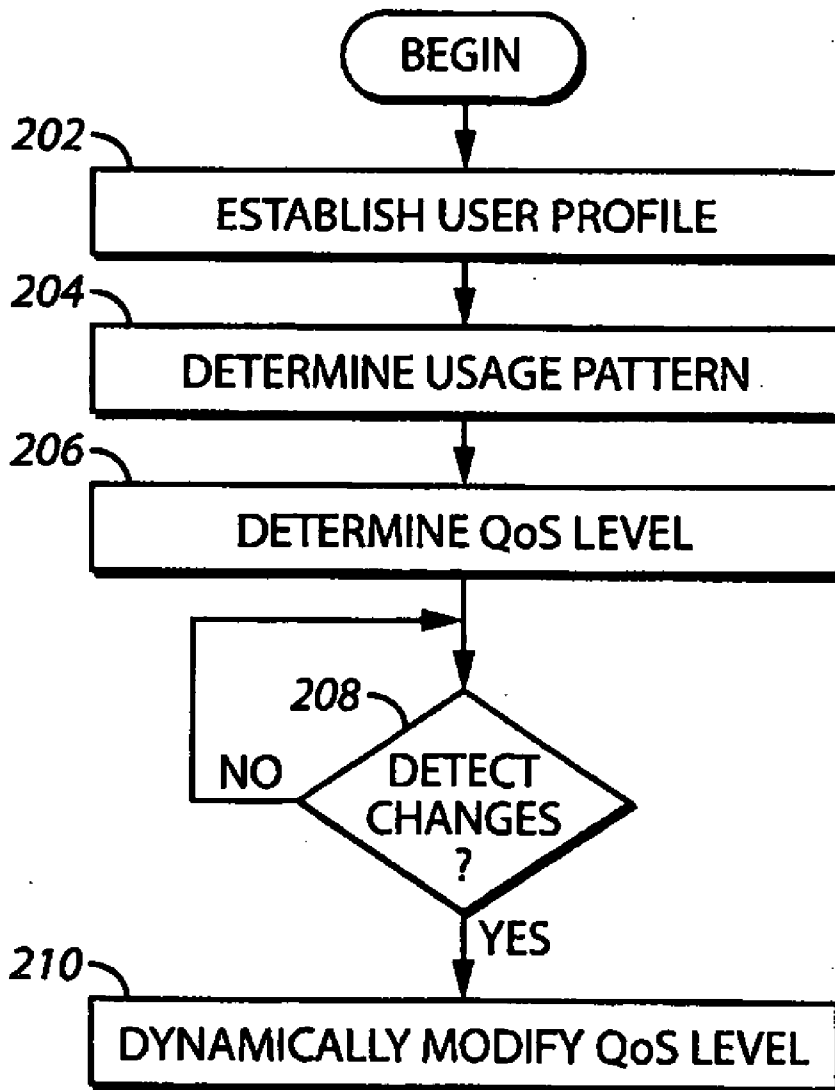 BEGIN
202
ESTABLISH USER PROFILE
204
DETERMINE USAGE PATTERN
206
DETERMINE QoS LEVEL
208
DETECT
CHANGES
?
NO
YES
210
DYNAMICALLY MODIFY QoS LEVEL